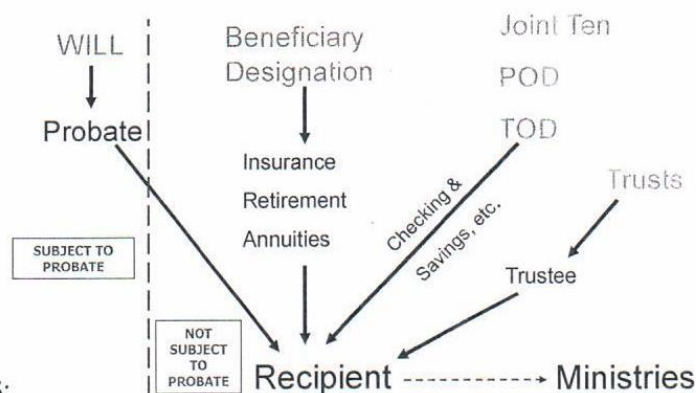 WILL
Probate
SUBJECT TO
PROBATE
Beneficiary
Designation
Insurance
Retirement
Annuities
Joint Ten
POD
TOD
Checking &
Savings, etc.
Trusts
Trustee
NOT
SUBJECT
TO
PROBATE
Recipient
Ministries